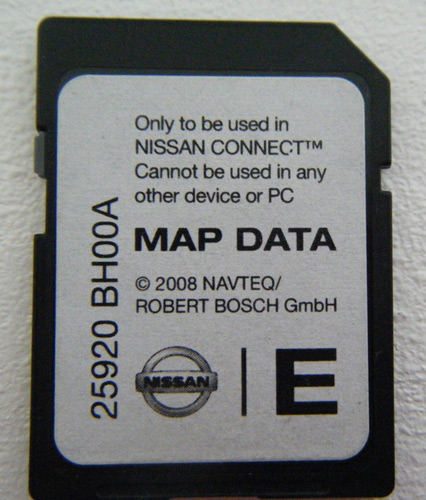 Only to be used in
NISSAN CONNECT™
Cannot be used in any
other device or PC
MAP DATA
© 2008 NAVTEQ/
ROBERT BOSCH GmbH
25920 BH00A
NISSAN
E